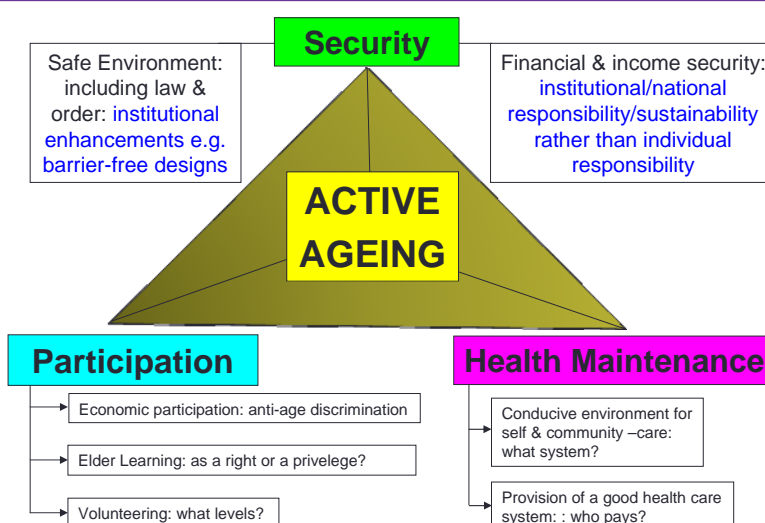 Security
Safe Environment:
including law &
order: institutional
enhancements e.g.
barrier-free designs
Financial & income security:
institutional/national
responsibility/sustainability
rather than individual
responsibility
ACTIVE
AGEING
Participation
Economic participation: anti-age discrimination
Elder Learning: as a right or a privelege?
Volunteering: what levels?
Health Maintenance
Conducive environment for
self & community –care:
what system?
Provision of a good health care
system: : who pays?